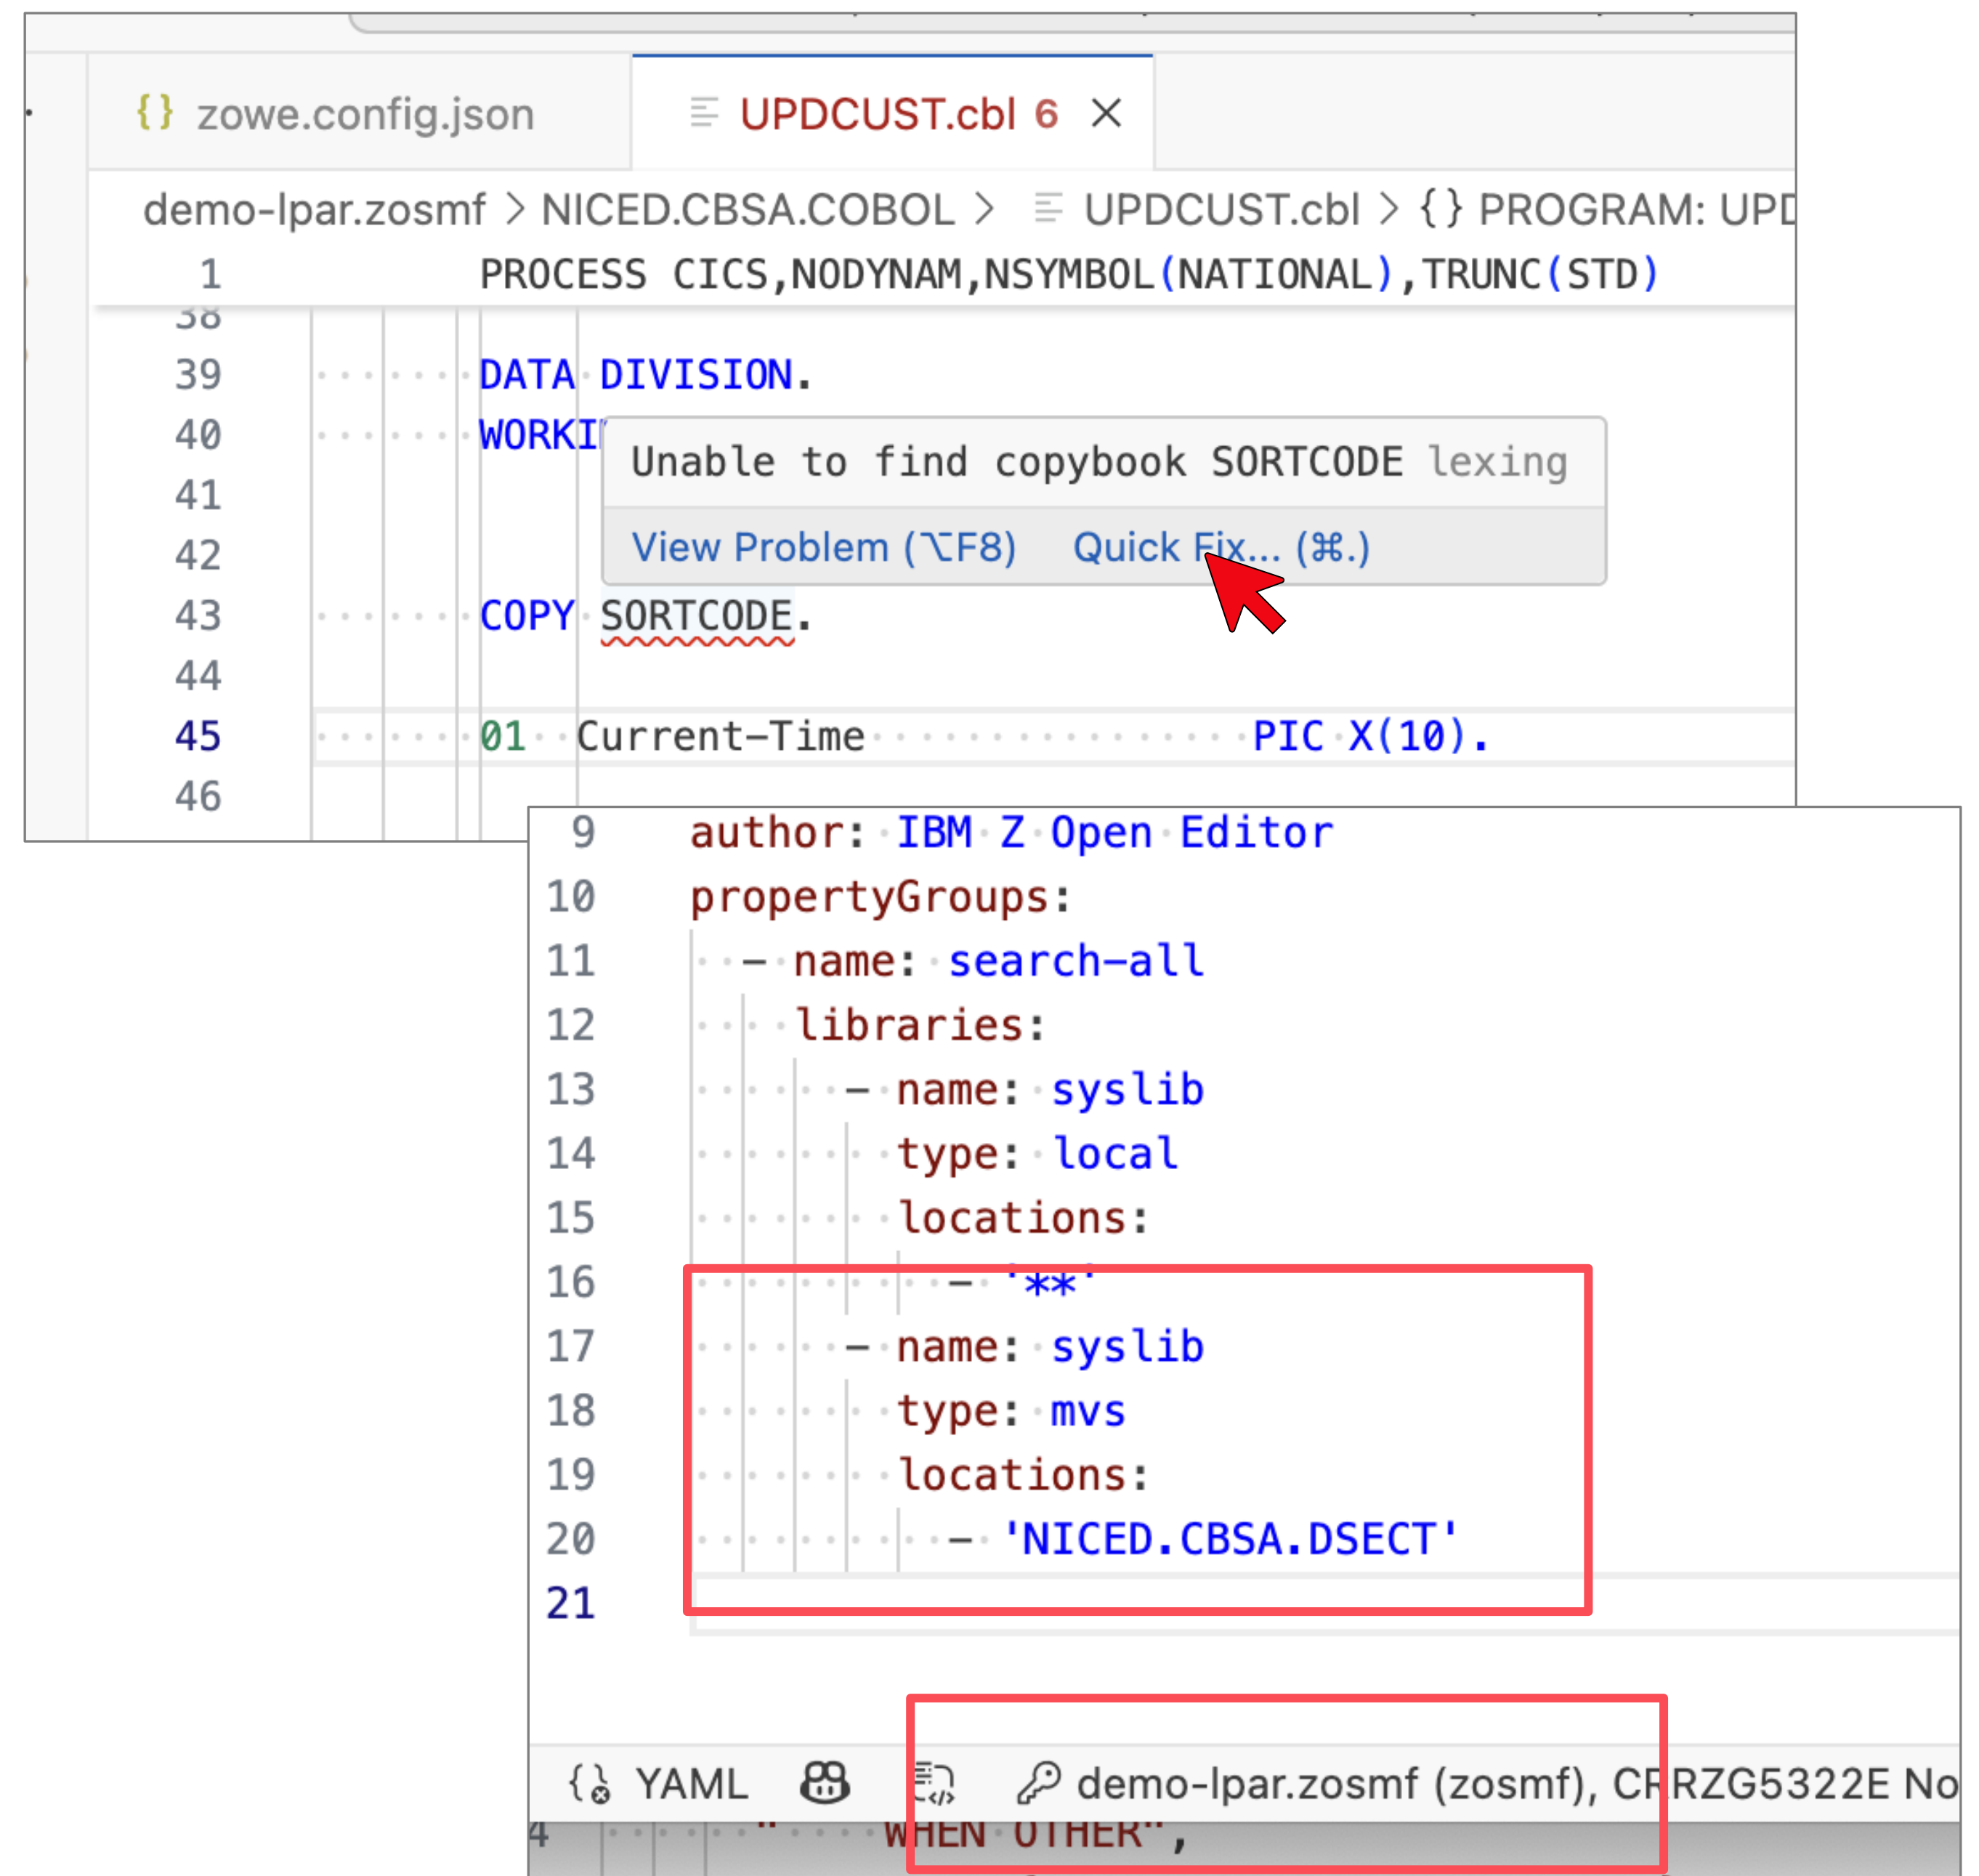 {} zowe.config.json UPDCUST.cbl 6
demo-lpar.zosmf > NICED.CBSA.COBOL > UPDCUST.cbl > {} PROGRAM: UPD
1 PROCESS CICS,NODYNAM,NSYMBOL(NATIONAL),TRUNC(STD)
38
39 DATA DIVISION.
40 WORKI
Unable to find copybook SORTCODE lexing
41
View Problem (⌥F8) Quick Fix... (⌘.)
42
43 COPY SORTCODE.
44
45 01 Current-Time PIC X(10).
46
9 author: IBM Z Open Editor
10 propertyGroups:
11 - name: search-all
12 libraries:
13 - name: syslib
14 type: local
15 locations:
16 - '**'
17 - name: syslib
18 type: mvs
19 locations:
20 - 'NICED.CBSA.DSECT'
21
YAML demo-lpar.zosmf (zosmf), CRRZG5322E No
4 " WHEN OTHER",